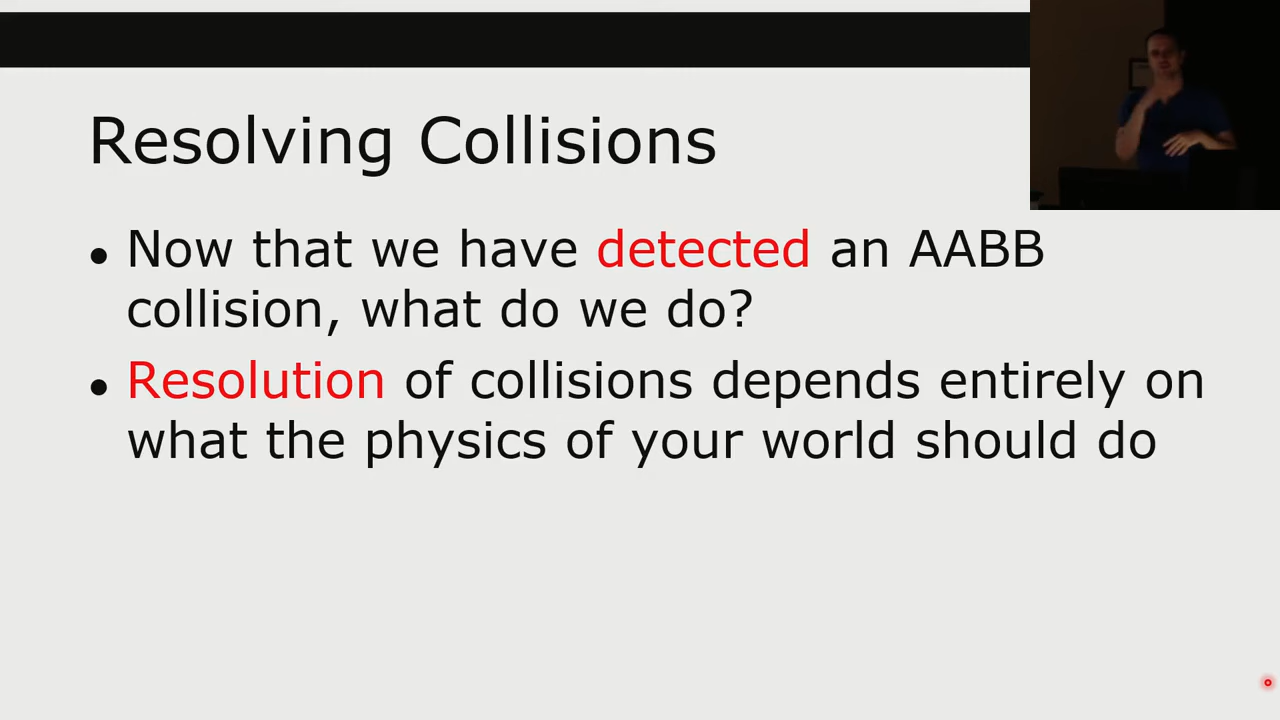 Resolving Collisions
• Now that we have detected an AABB
collision, what do we do?
• Resolution of collisions depends entirely on
what the physics of your world should do